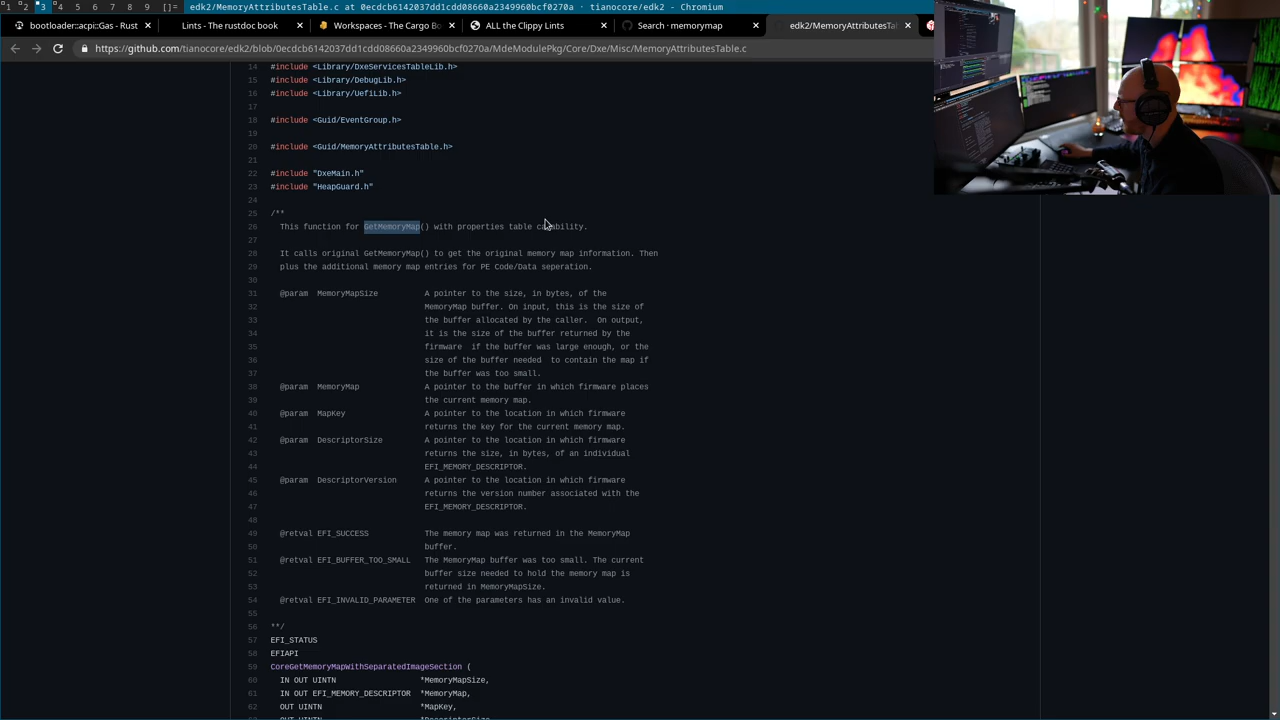 1 2 3 4 5 6 7 8 9 []= edk2/MemoryAttributesTable.c at 0ecdcb6142037dd1cdd08660a2349960bcf0270a · tianocore/edk2 - Chromium
bootloader::acpi::Gas - Rust
Lints - The rustdoc book
Workspaces - The Cargo Bo
ALL the Clippy Lints
Search · memorymap
edk2/MemoryAttributesTal
https://github.com/tianocore/edk2/blob/0ecdcb6142037dd1cdd08660a2349960bcf0270a/MdeModulePkg/Core/Dxe/Misc/MemoryAttributesTable.c
14 #include <Library/DxeServicesTableLib.h>
15 #include <Library/DebugLib.h>
16 #include <Library/UefiLib.h>
17
18 #include <Guid/EventGroup.h>
19
20 #include <Guid/MemoryAttributesTable.h>
21
22 #include "DxeMain.h"
23 #include "HeapGuard.h"
24
25 /**
26 This function for GetMemoryMap() with properties table capability.
27
28 It calls original GetMemoryMap() to get the original memory map information. Then
29 plus the additional memory map entries for PE Code/Data seperation.
30
31 @param MemoryMapSize A pointer to the size, in bytes, of the
32 MemoryMap buffer. On input, this is the size of
33 the buffer allocated by the caller. On output,
34 it is the size of the buffer returned by the
35 firmware if the buffer was large enough, or the
36 size of the buffer needed to contain the map if
37 the buffer was too small.
38 @param MemoryMap A pointer to the buffer in which firmware places
39 the current memory map.
40 @param MapKey A pointer to the location in which firmware
41 returns the key for the current memory map.
42 @param DescriptorSize A pointer to the location in which firmware
43 returns the size, in bytes, of an individual
44 EFI_MEMORY_DESCRIPTOR.
45 @param DescriptorVersion A pointer to the location in which firmware
46 returns the version number associated with the
47 EFI_MEMORY_DESCRIPTOR.
48
49 @retval EFI_SUCCESS The memory map was returned in the MemoryMap
50 buffer.
51 @retval EFI_BUFFER_TOO_SMALL The MemoryMap buffer was too small. The current
52 buffer size needed to hold the memory map is
53 returned in MemoryMapSize.
54 @retval EFI_INVALID_PARAMETER One of the parameters has an invalid value.
55
56 **/
57 EFI_STATUS
58 EFIAPI
59 CoreGetMemoryMapWithSeparatedImageSection (
60 IN OUT UINTN *MemoryMapSize,
61 IN OUT EFI_MEMORY_DESCRIPTOR *MemoryMap,
62 OUT UINTN *MapKey,